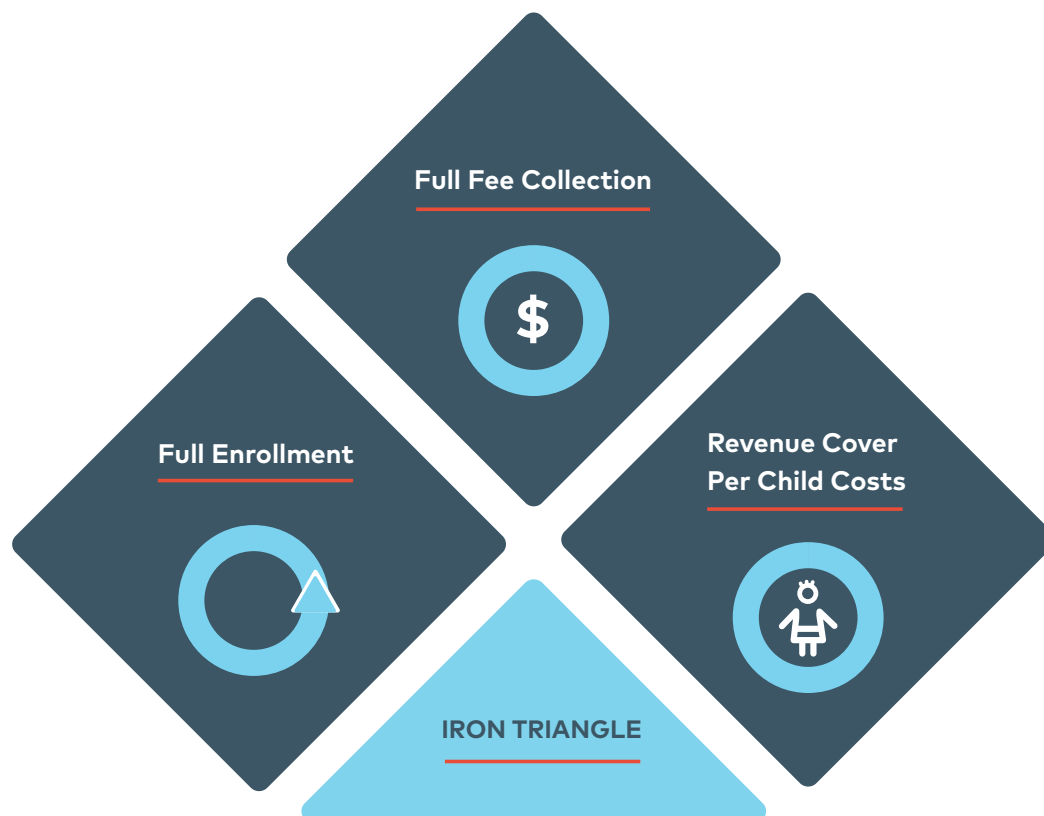 Full Fee Collection
$
Full Enrollment
Revenue Cover
Per Child Costs
IRON TRIANGLE